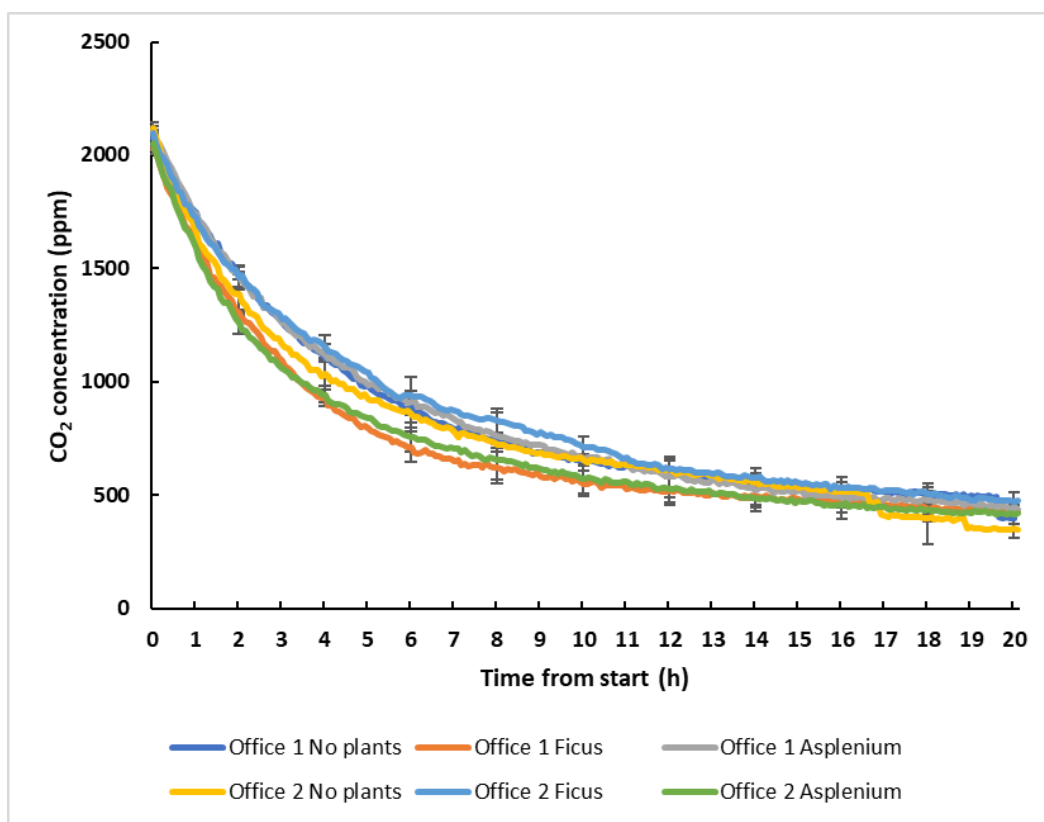 2500
2000
1500
1000
500
0
CO₂ concentration (ppm)
0 1 2 3 4 5 6 7 8 9 10 11 12 13 14 15 16 17 18 19 20
Time from start (h)
Office 1 No plants Office 1 Ficus Office 1 Asplenium
Office 2 No plants Office 2 Ficus Office 2 Asplenium